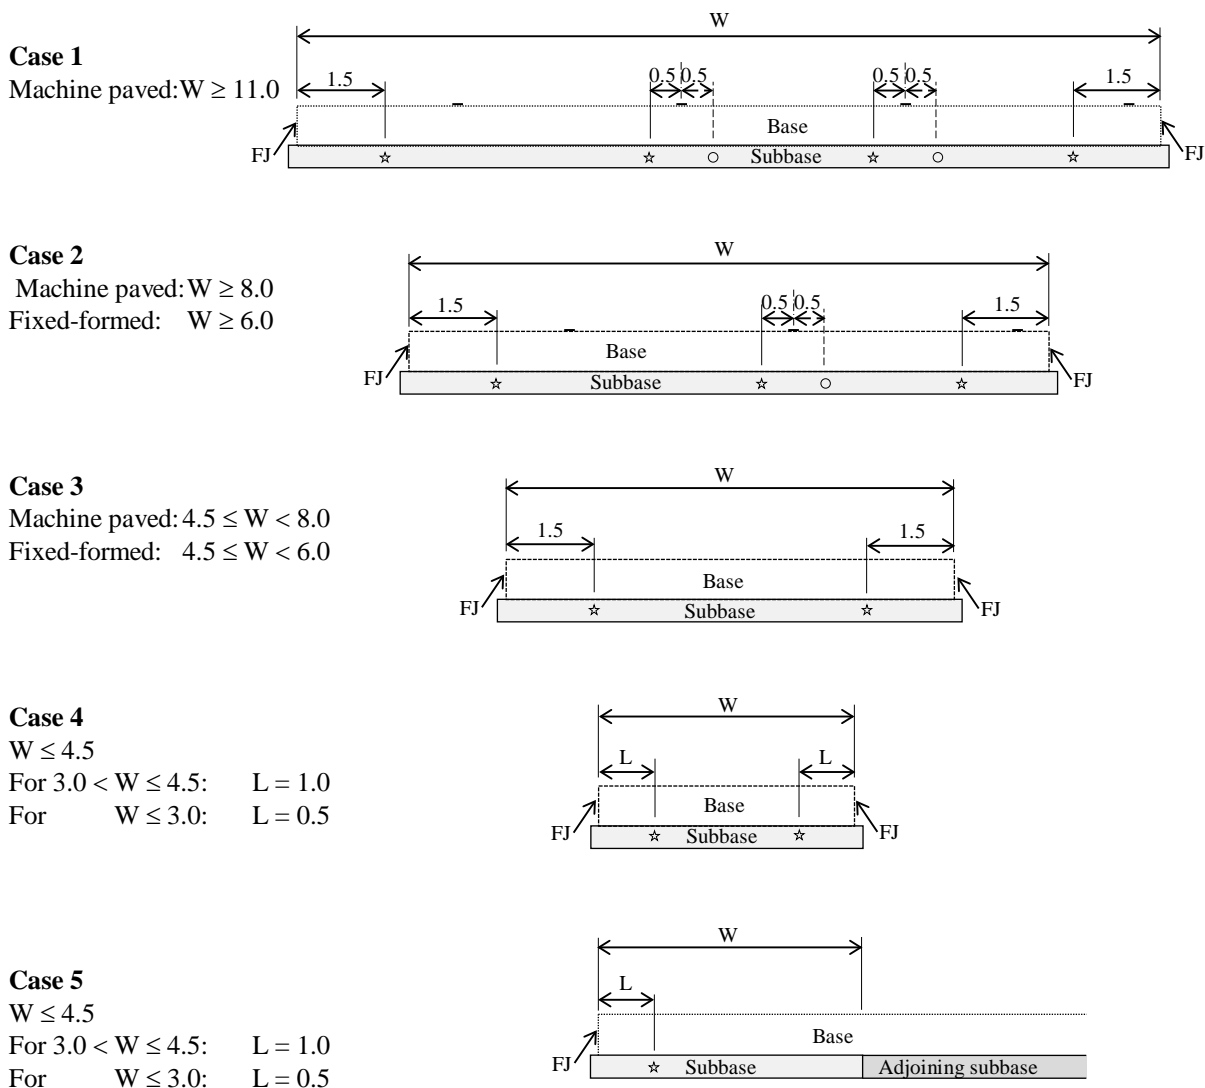 W
Case 1
Machine paved: W ≥ 11.0
1.5
0.5 0.5
0.5 0.5
1.5
Base
FJ
Subbase
FJ
Case 2
Machine paved: W ≥ 8.0
Fixed-formed: W ≥ 6.0
W
1.5
0.5 0.5
1.5
Base
FJ
Subbase
FJ
Case 3
Machine paved: 4.5 ≤ W < 8.0
Fixed-formed: 4.5 ≤ W < 6.0
W
1.5
1.5
Base
FJ
Subbase
FJ
Case 4
W ≤ 4.5
For 3.0 < W ≤ 4.5: L = 1.0
For W ≤ 3.0: L = 0.5
W
L
L
Base
FJ
Subbase
FJ
Case 5
W ≤ 4.5
For 3.0 < W ≤ 4.5: L = 1.0
For W ≤ 3.0: L = 0.5
W
L
Base
FJ
Subbase
Adjoining subbase